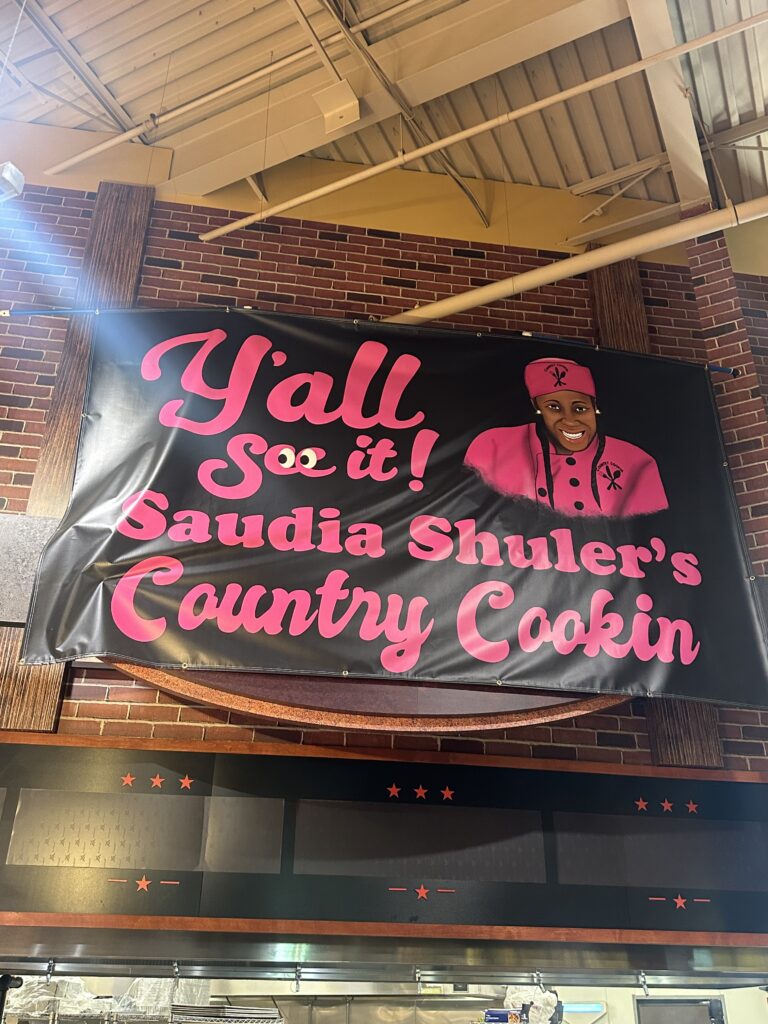 Y'all
See it!
Saudia Shuler's
Country Cookin